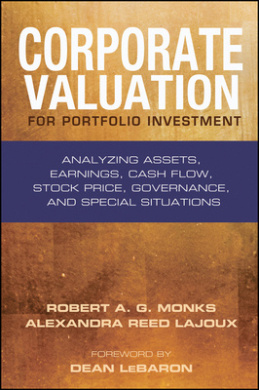 CORPORATE
VALUATION
FOR PORTFOLIO INVESTMENT
ANALYZING ASSETS,
EARNINGS, CASH FLOW,
STOCK PRICE, GOVERNANCE,
AND SPECIAL SITUATIONS
ROBERT A. G. MONKS
ALEXANDRA REED LAJOUX
FOREWORD BY
DEAN LEBARON